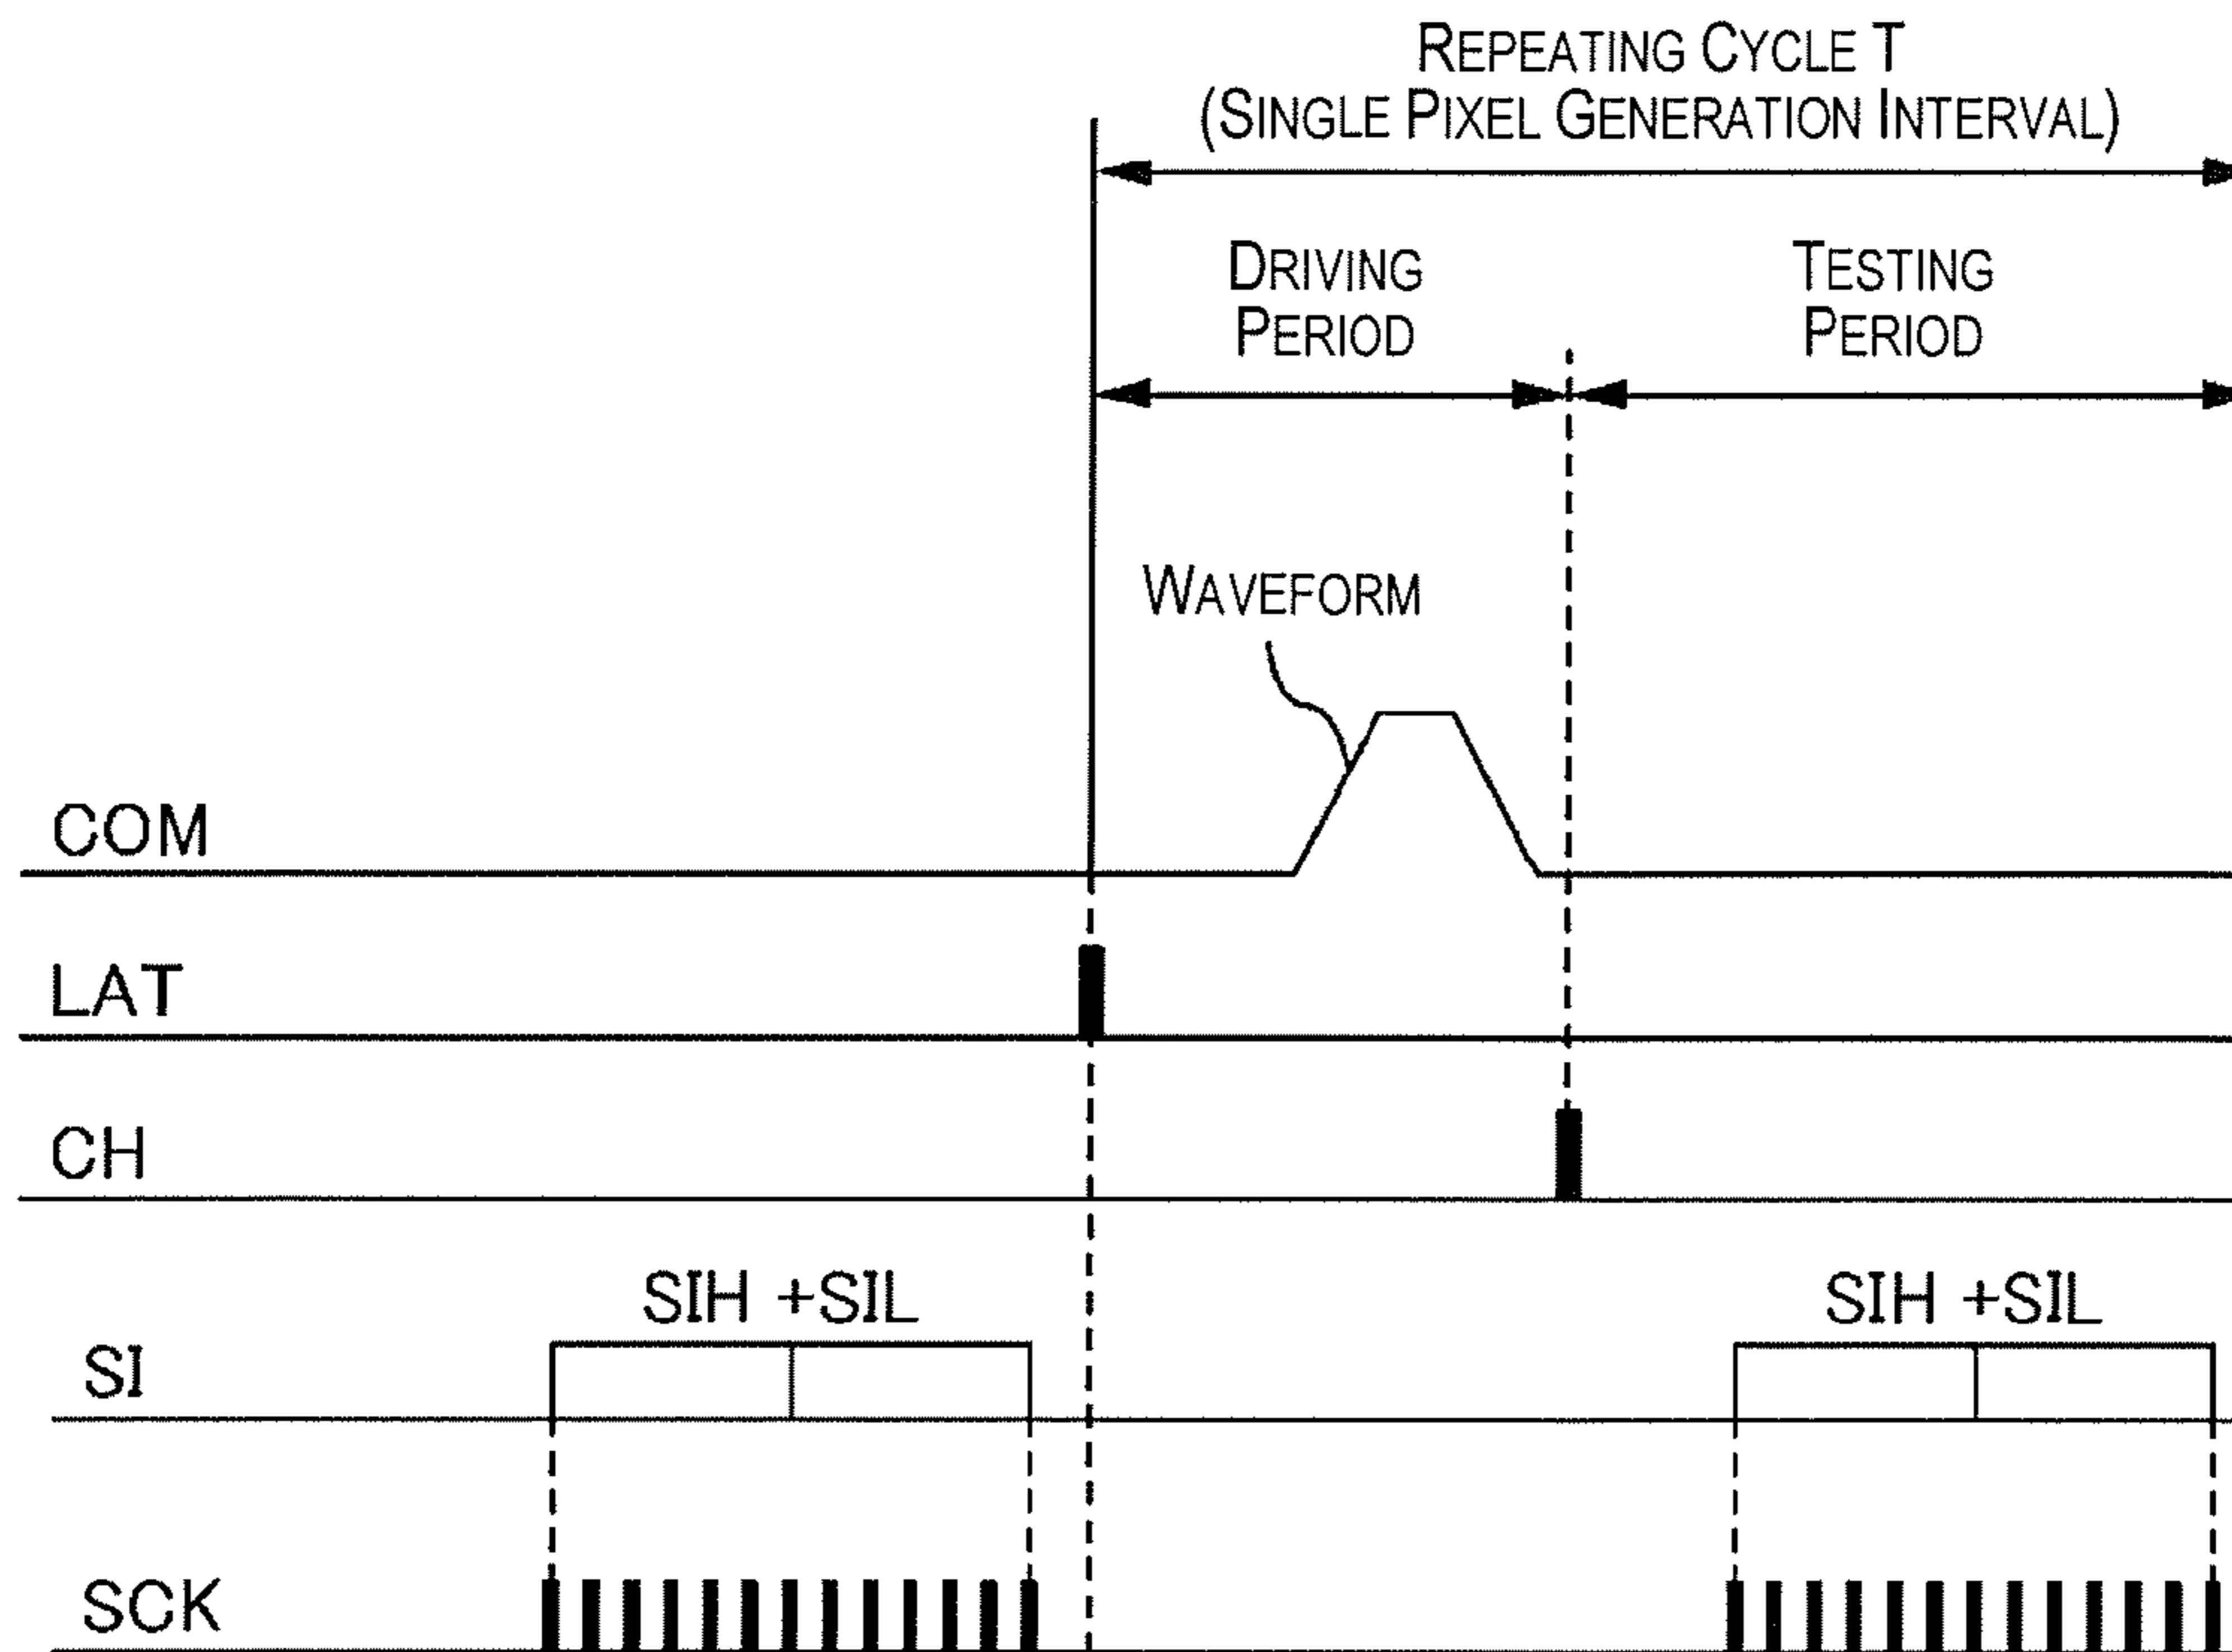 REPEATING CYCLE T
(SINGLE PIXEL GENERATION INTERVAL)
DRIVING
PERIOD
TESTING
PERIOD
WAVEFORM
COM
LAT
CH
SIH +SIL
SIH +SIL
SI
SCK